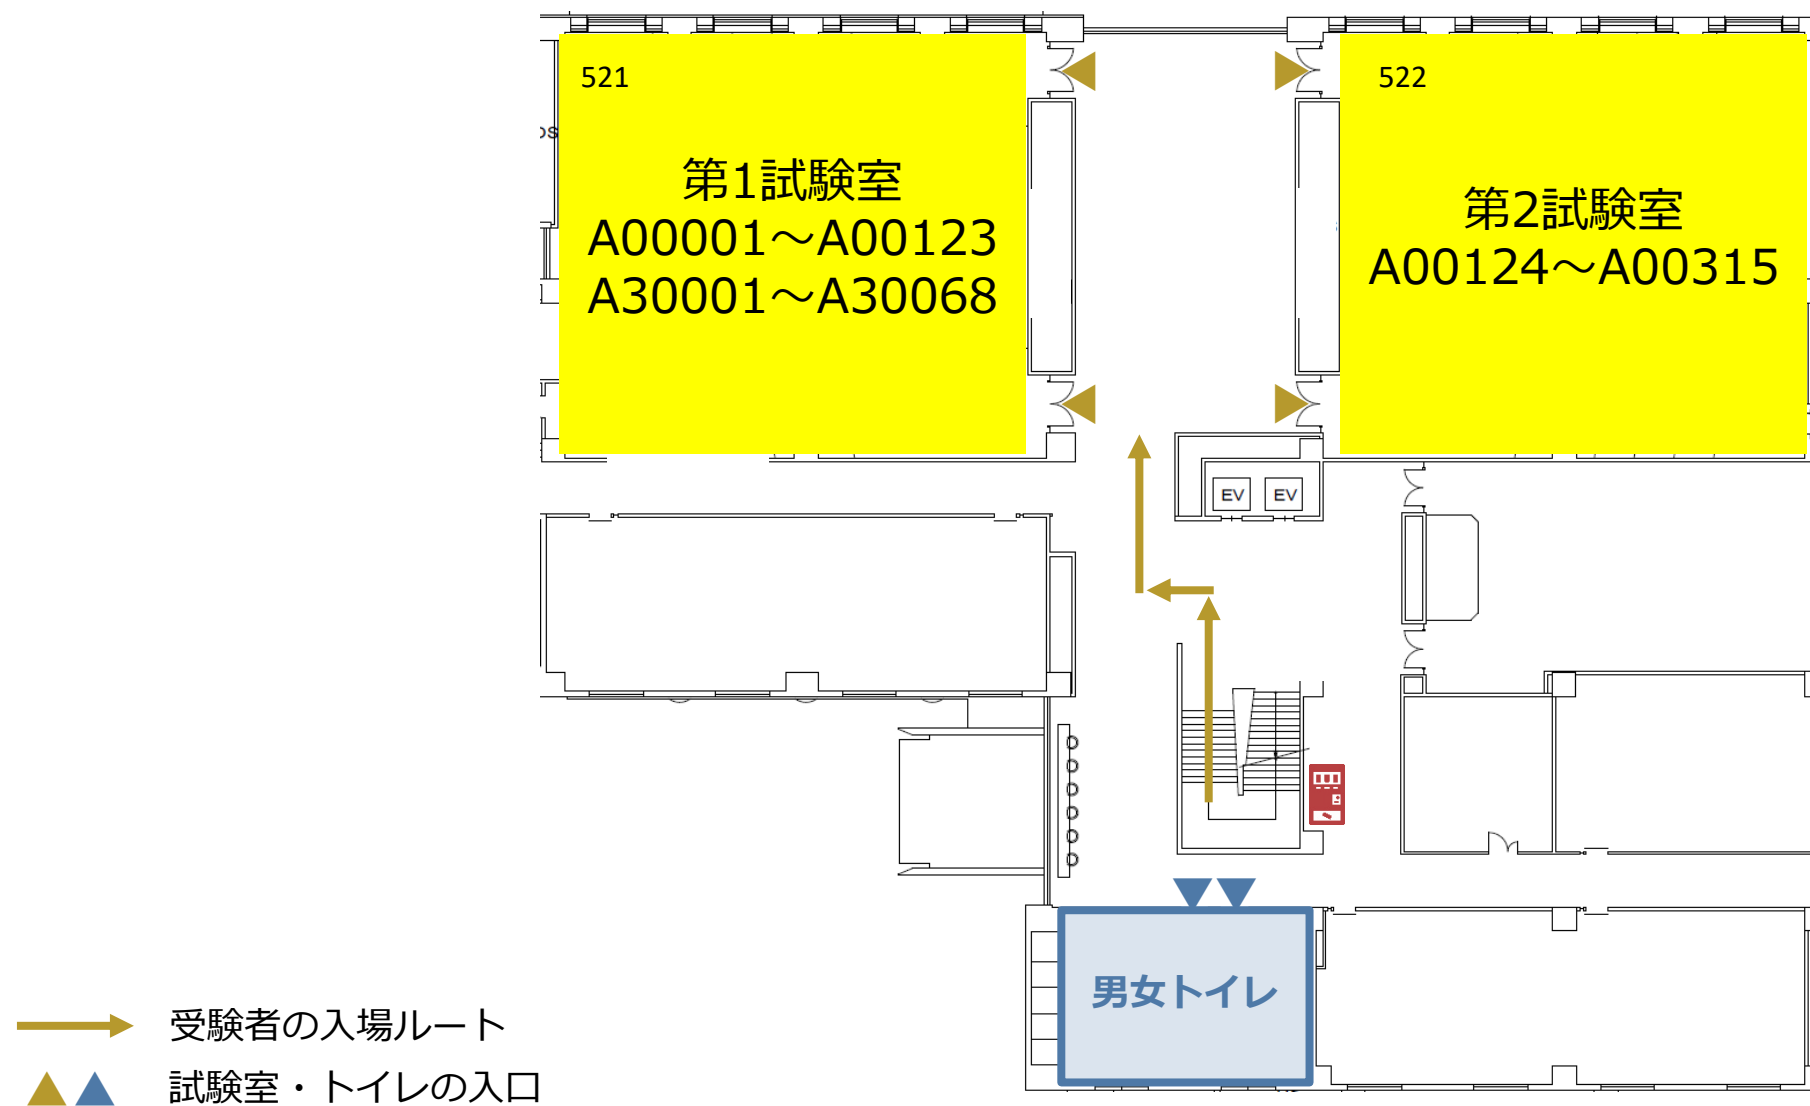 521
第1試験室
A00001～A00123
A30001～A30068
522
第2試験室
A00124～A00315
EV
EV
男女トイレ
受験者の入場ルート
試験室・トイレの入口